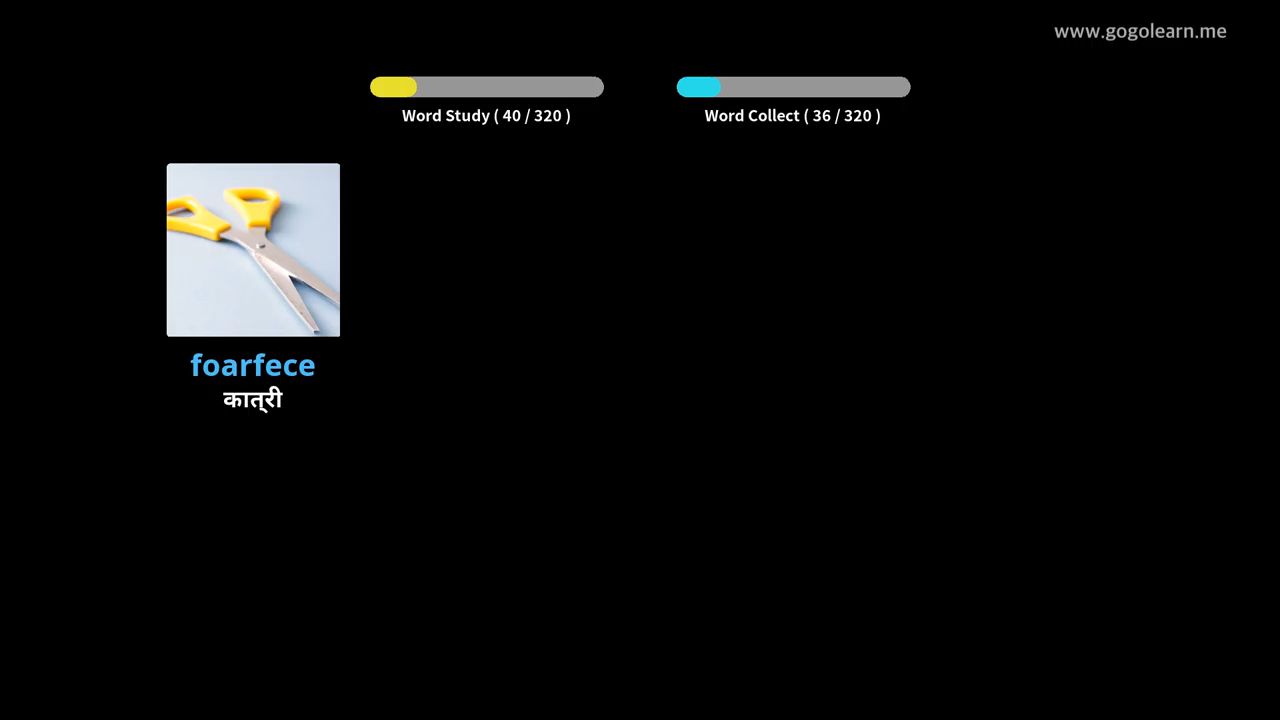 www.gogolearn.me
Word Study ( 40 / 320 )
Word Collect ( 36 / 320 )
foarfece
कात्री